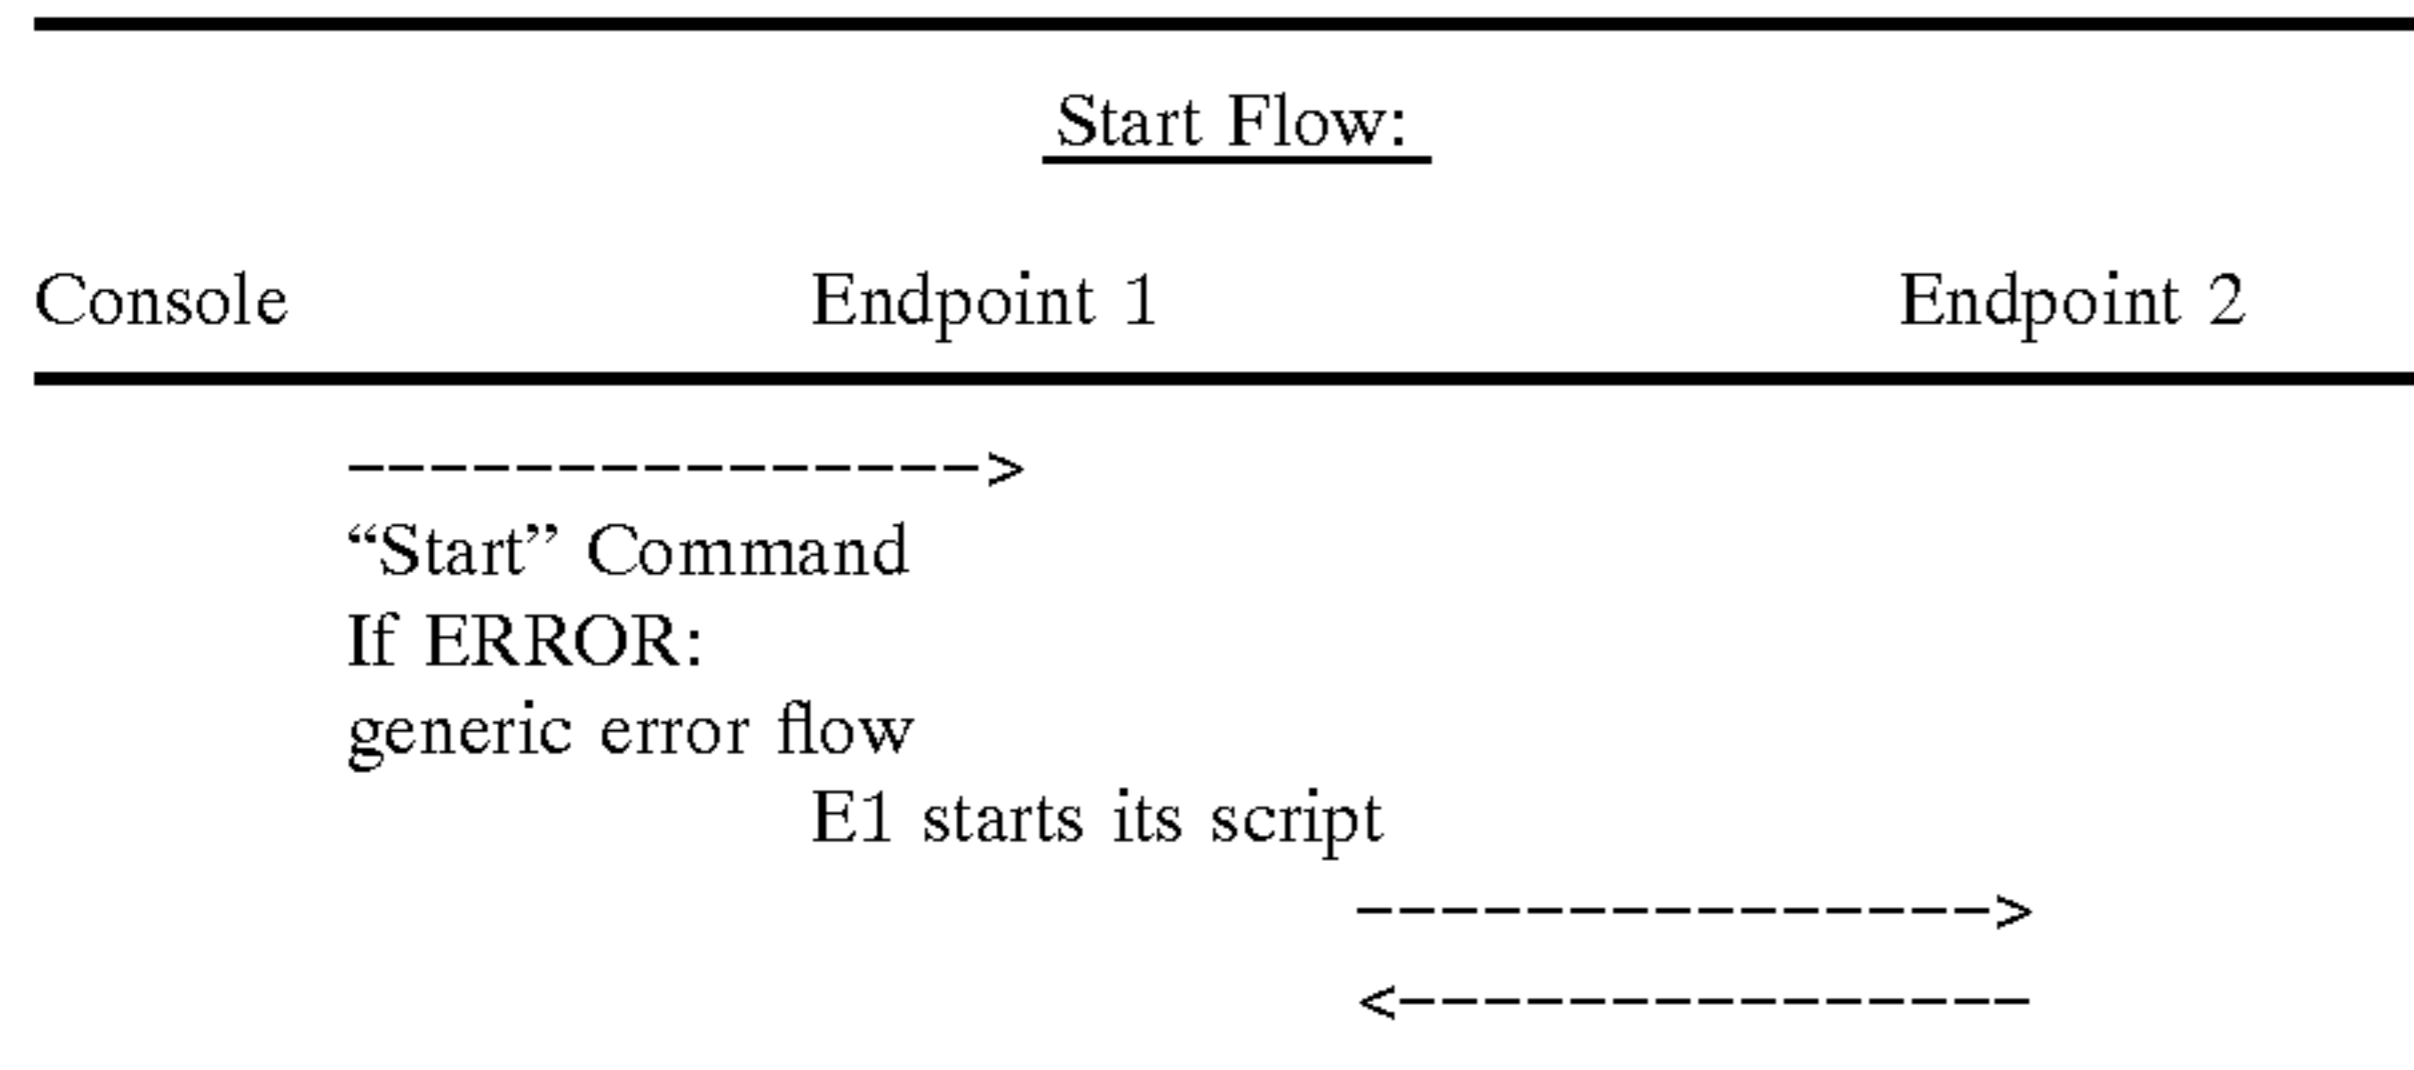 Start Flow:
Console Endpoint 1 Endpoint 2
---------------->
“Start” Command
If ERROR:
generic error flow
E1 starts its script
---------------->
<----------------